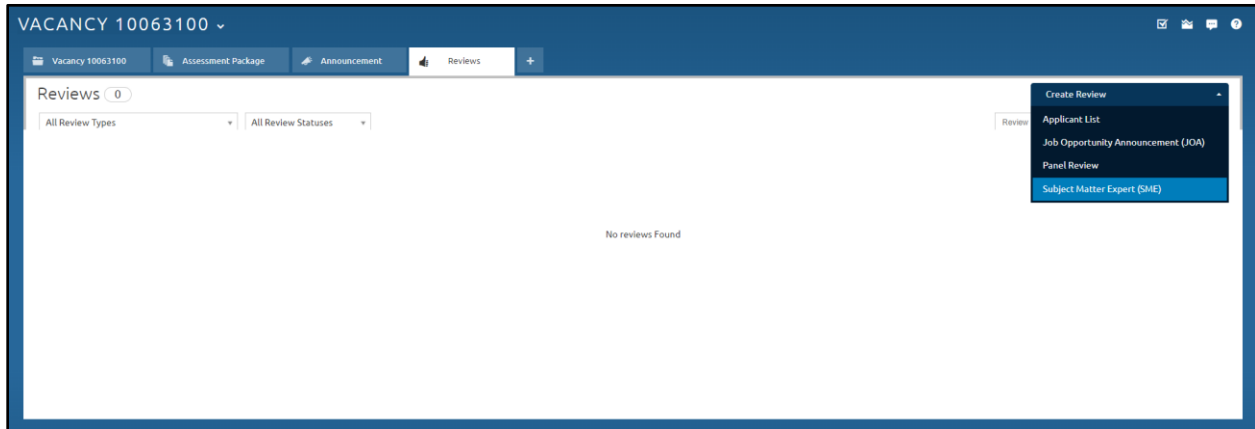 VACANCY 10063100
Vacancy 10063100
Assessment Package
Announcement
Reviews
+
Reviews 0
Create Review
All Review Types
All Review Statuses
Review
Applicant List
Job Opportunity Announcement (JOA)
Panel Review
Subject Matter Expert (SME)
No reviews Found